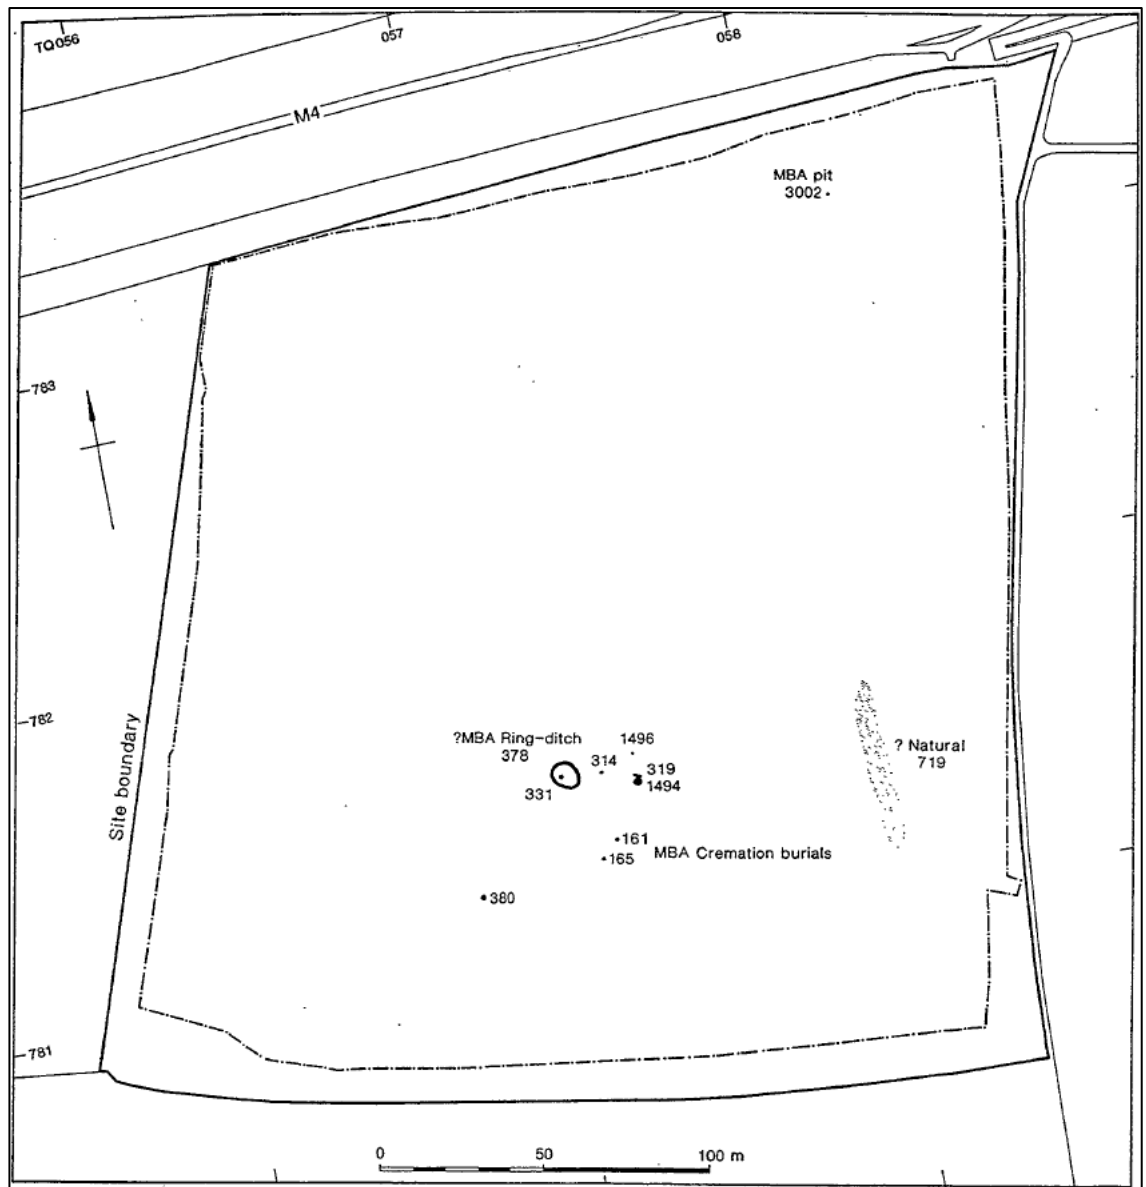 TQ056
057
058
M4
MBA pit
3002
783
782
?MBA Ring-ditch
378
1496
314
319
331
1494
? Natural
719
Site boundary
161
165
MBA Cremation burials
380
781
0 50 100 m